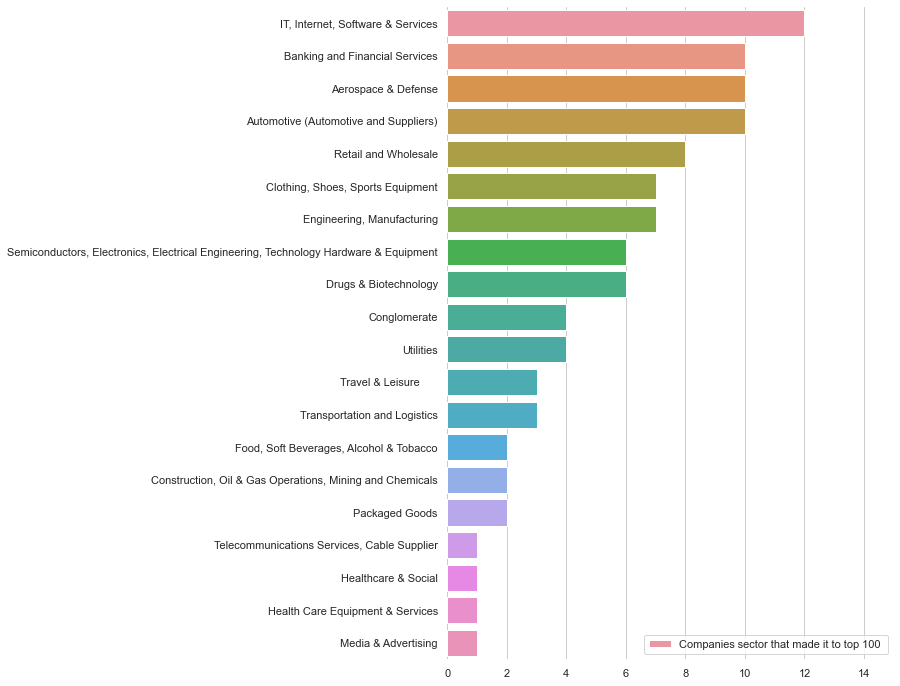 IT, Internet, Software & Services
Banking and Financial Services
Aerospace & Defense
Automotive (Automotive and Suppliers)
Retail and Wholesale
Clothing, Shoes, Sports Equipment
Engineering, Manufacturing
Semiconductors, Electronics, Electrical Engineering, Technology Hardware & Equipment
Drugs & Biotechnology
Conglomerate
Utilities
Travel & Leisure
Transportation and Logistics
Food, Soft Beverages, Alcohol & Tobacco
Construction, Oil & Gas Operations, Mining and Chemicals
Packaged Goods
Telecommunications Services, Cable Supplier
Healthcare & Social
Health Care Equipment & Services
Media & Advertising
Companies sector that made it to top 100
0 2 4 6 8 10 12 14